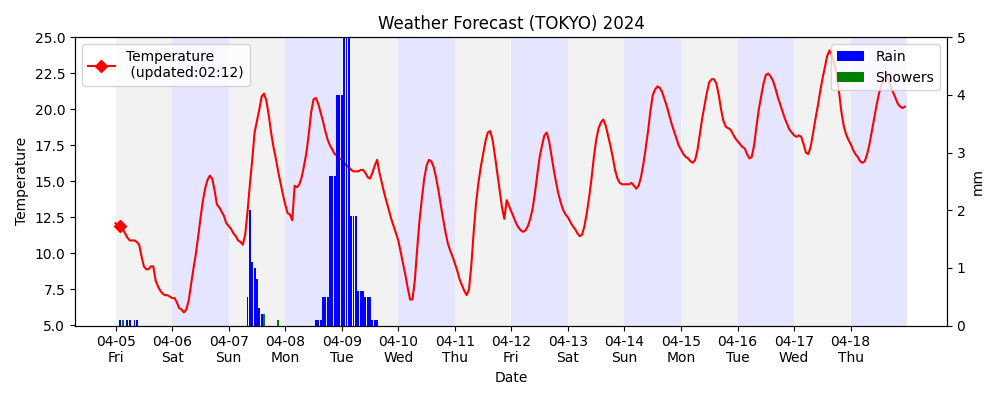 Weather Forecast (TOKYO) 2024
Temperature
(updated:02:12)
Rain
Showers
25.0
22.5
20.0
17.5
15.0
12.5
10.0
7.5
5.0
Temperature
5
4
3
2
1
0
mm
04-05 04-06 04-07 04-08 04-09 04-10 04-11 04-12 04-13 04-14 04-15 04-16 04-17 04-18
Fri Sat Sun Mon Tue Wed Thu Fri Sat Sun Mon Tue Wed Thu
Date